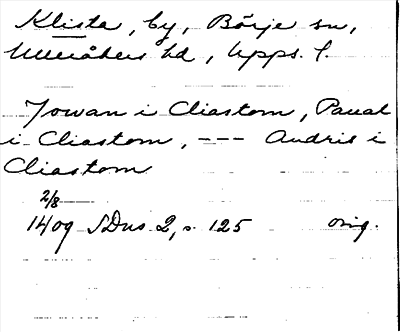 Klista, by, Börje sn,
Ulleråkers hd, Upps. l.
Jowan i Cliastom, Paual
i Cliastom, --- Andris i
Cliastom
2/8
1409 SDns 2, s. 125 orig.